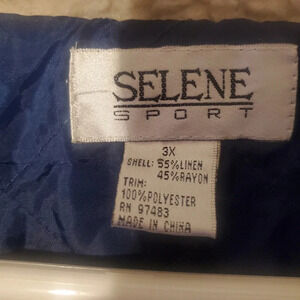 SELENE
SPORT
3X
SHELL: 55%LINEN
45%RAYON
TRIM:
100%POLYESTER
RN 97483
MADE IN CHINA